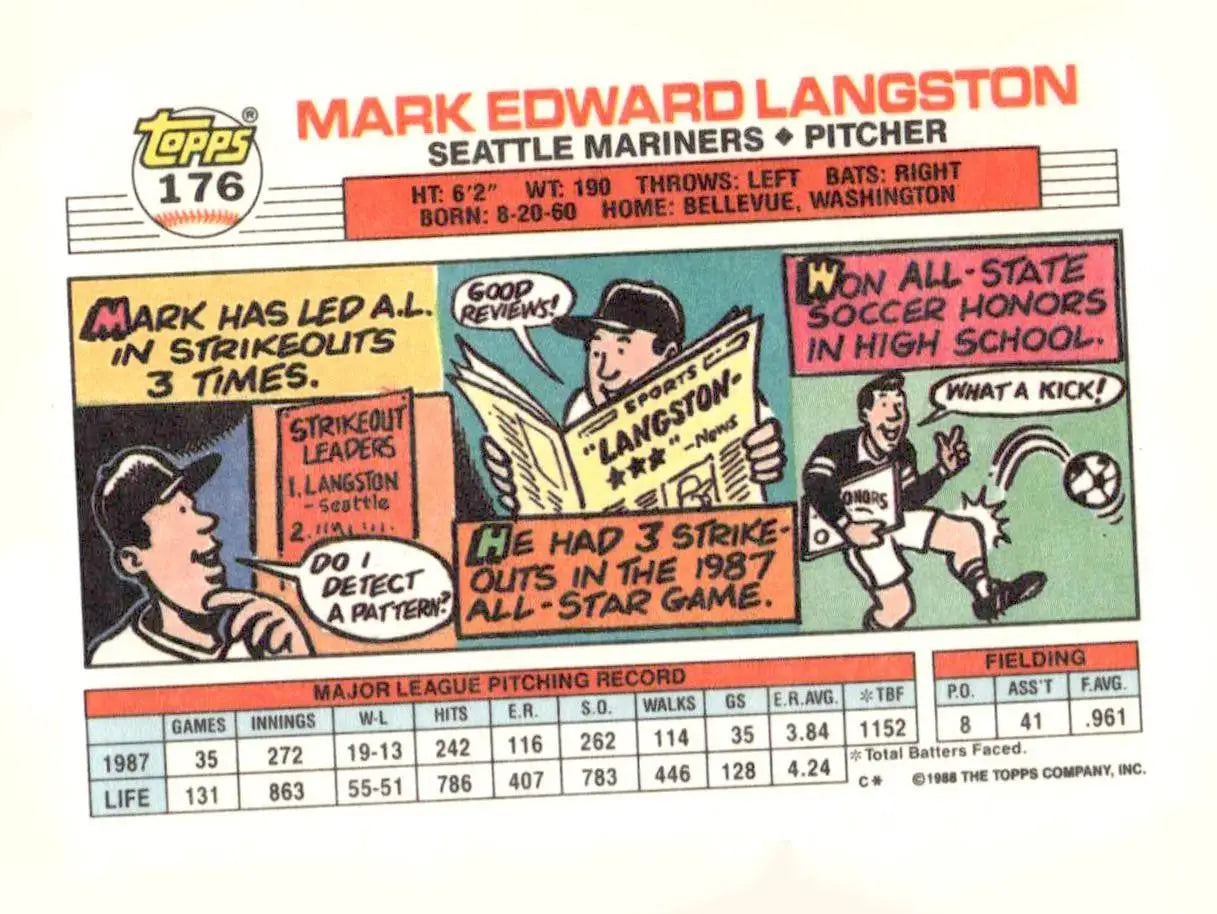 topps®
176
MARK EDWARD LANGSTON
SEATTLE MARINERS ◆ PITCHER
HT: 6'2" WT: 190 THROWS: LEFT BATS: RIGHT
BORN: 8-20-60 HOME: BELLEVUE, WASHINGTON
MARK HAS LED A.L.
IN STRIKEOUTS
3 TIMES.
STRIKEOUT
LEADERS
1. LANGSTON
- Seattle
2.
DO I
DETECT
A PATTERN?
GOOD
REVIEWS!
SPORTS
"LANGSTON-
★★★" -News
HE HAD 3 STRIKE-
OUTS IN THE 1987
ALL-STAR GAME.
WON ALL-STATE
SOCCER HONORS
IN HIGH SCHOOL.
WHAT A KICK!
HONORS
MAJOR LEAGUE PITCHING RECORD
GAMES INNINGS W-L HITS E.R. S.O. WALKS GS E.R.AVG. *TBF
1987 35 272 19-13 242 116 262 114 35 3.84 1152
LIFE 131 863 55-51 786 407 783 446 128 4.24
FIELDING
P.O. ASS'T F.AVG.
8 41 .961
*Total Batters Faced.
C* ©1988 THE TOPPS COMPANY, INC.